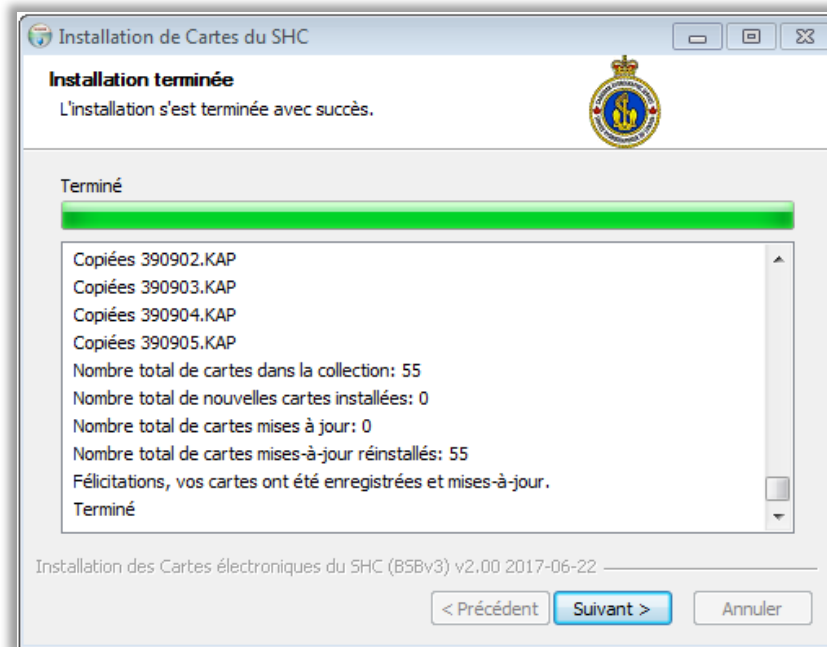 Installation de Cartes du SHC
Installation terminée
L'installation s'est terminée avec succès.
Terminé
Copiées 390902.KAP
Copiées 390903.KAP
Copiées 390904.KAP
Copiées 390905.KAP
Nombre total de cartes dans la collection: 55
Nombre total de nouvelles cartes installées: 0
Nombre total de cartes mises à jour: 0
Nombre total de cartes mises-à-jour réinstallés: 55
Félicitations, vos cartes ont été enregistrées et mises-à-jour.
Terminé
Installation des Cartes électroniques du SHC (BSBv3) v2.00 2017-06-22
< Précédent
Suivant >
Annuler